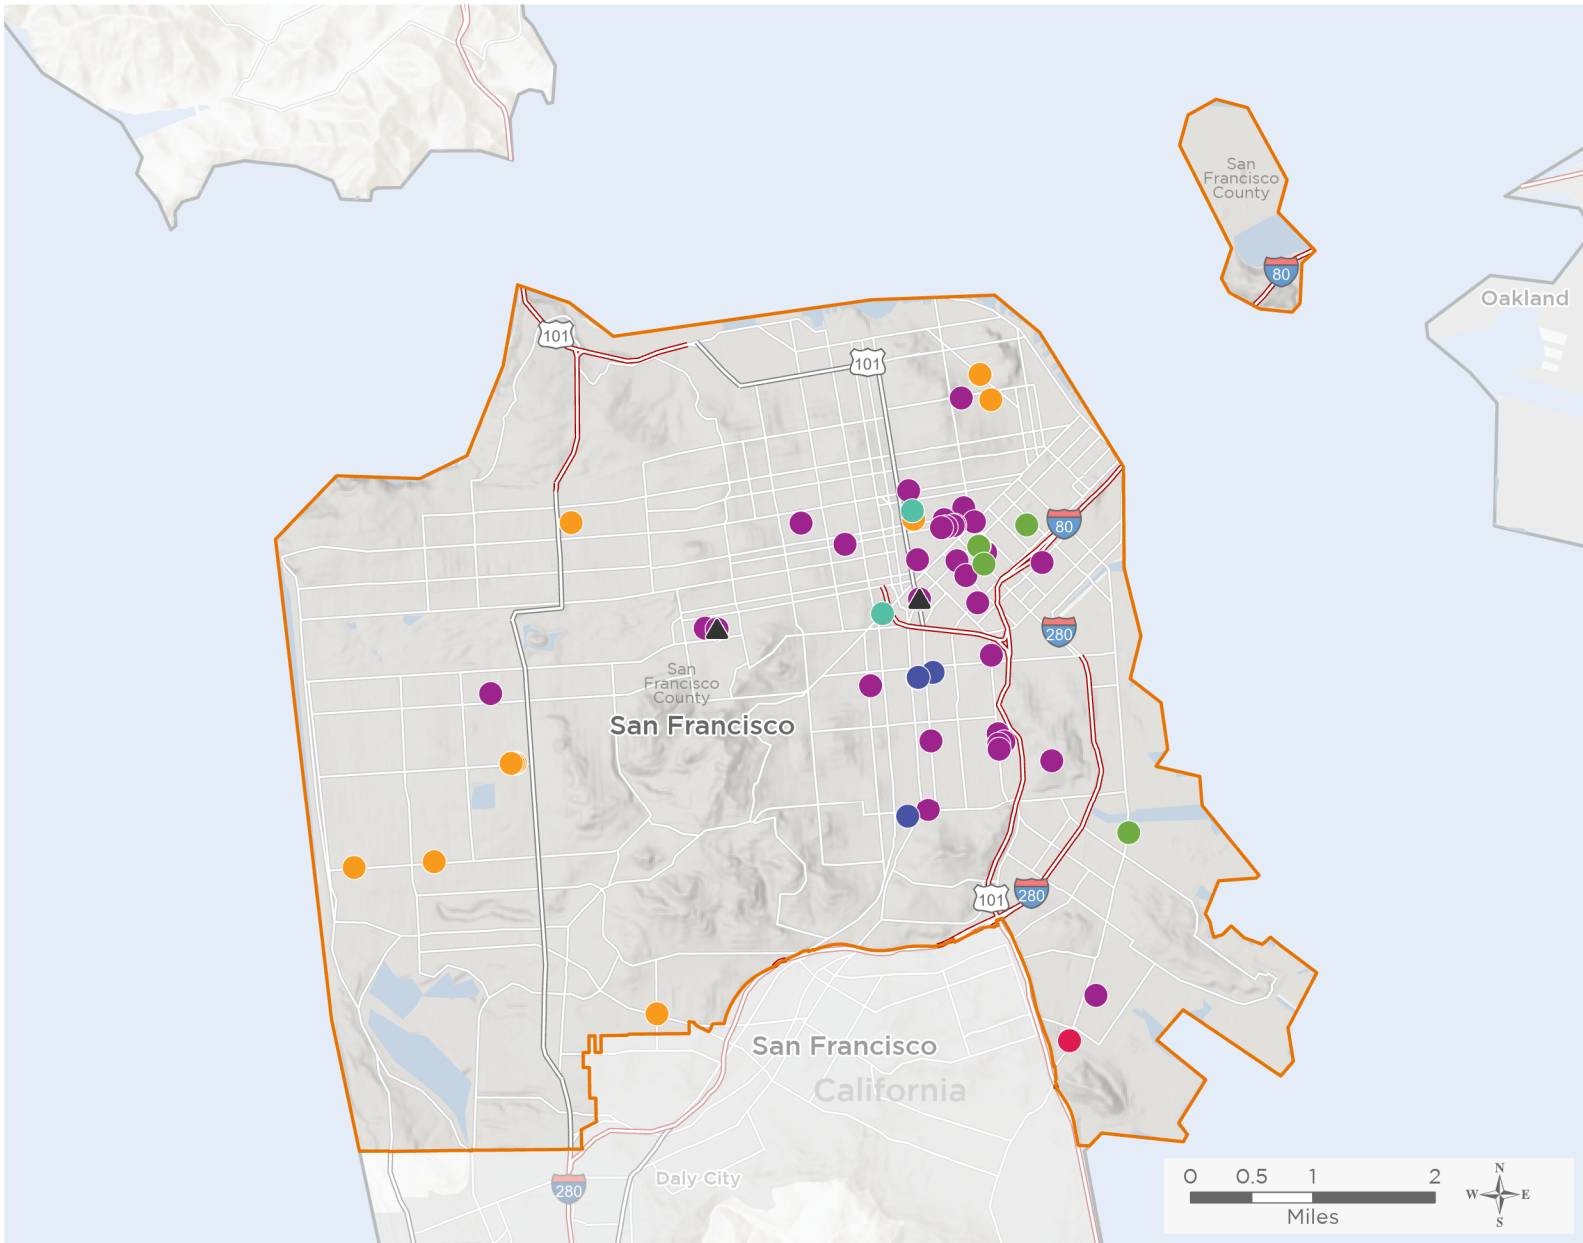 San
Francisco
County
80
Oakland
101
101
80
280
San
Francisco
County
San Francisco
101
280
San Francisco
California
Daly City
280
0 0.5 1 2
Miles
N
W E
S